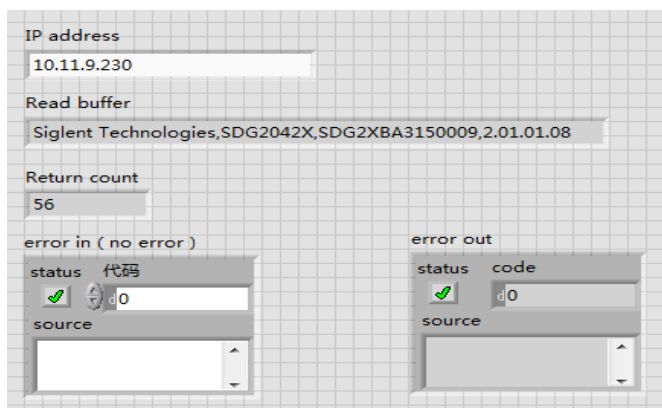 IP address
10.11.9.230
Read buffer
Siglent Technologies,SDG2042X,SDG2XBA3150009,2.01.01.08
Return count
56
error in ( no error )
status 代码
d 0
source
error out
status code
d 0
source